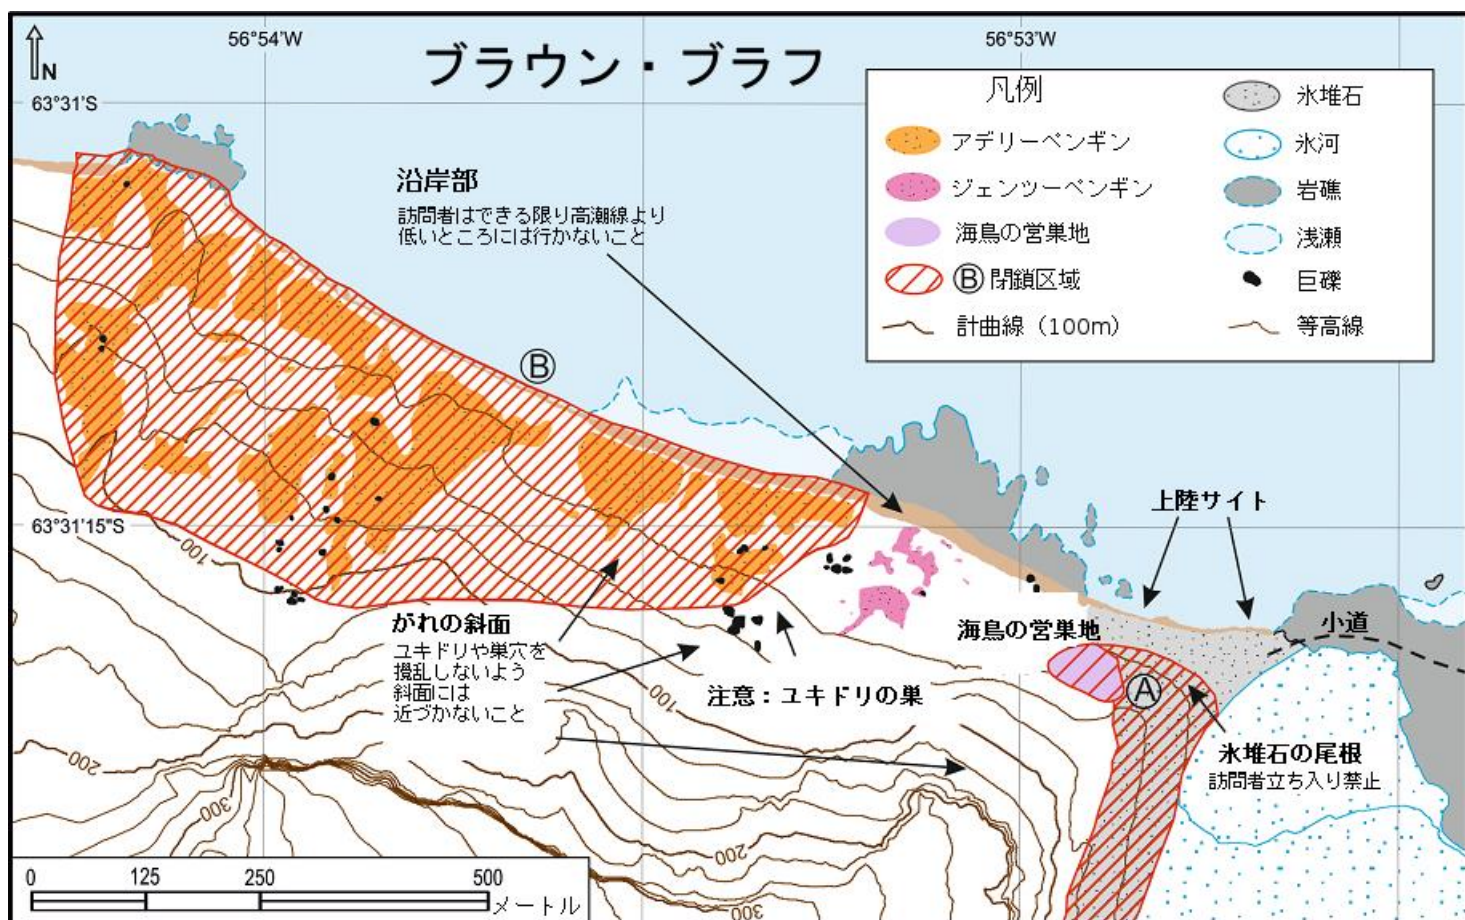 56°54'W
56°53'W
ブラウン・ブラフ
N
63°31'S
凡例
アデリーペンギン
ジェンツーペンギン
海鳥の営巣地
Ⓑ 閉鎖区域
計曲線（100m）
氷堆石
氷河
岩礁
浅瀬
巨礫
等高線
沿岸部
訪問者はできる限り高潮線より
低いところには行かないこと
B
63°31'15"S
上陸サイト
小道
100
がれの斜面
ユキドリや巣穴を
攪乱しないよう
斜面には
近づかないこと
海鳥の営巣地
注意：ユキドリの巣
A
氷堆石の尾根
訪問者立ち入り禁止
100
200
300
200
300
0 125 250 500
メートル